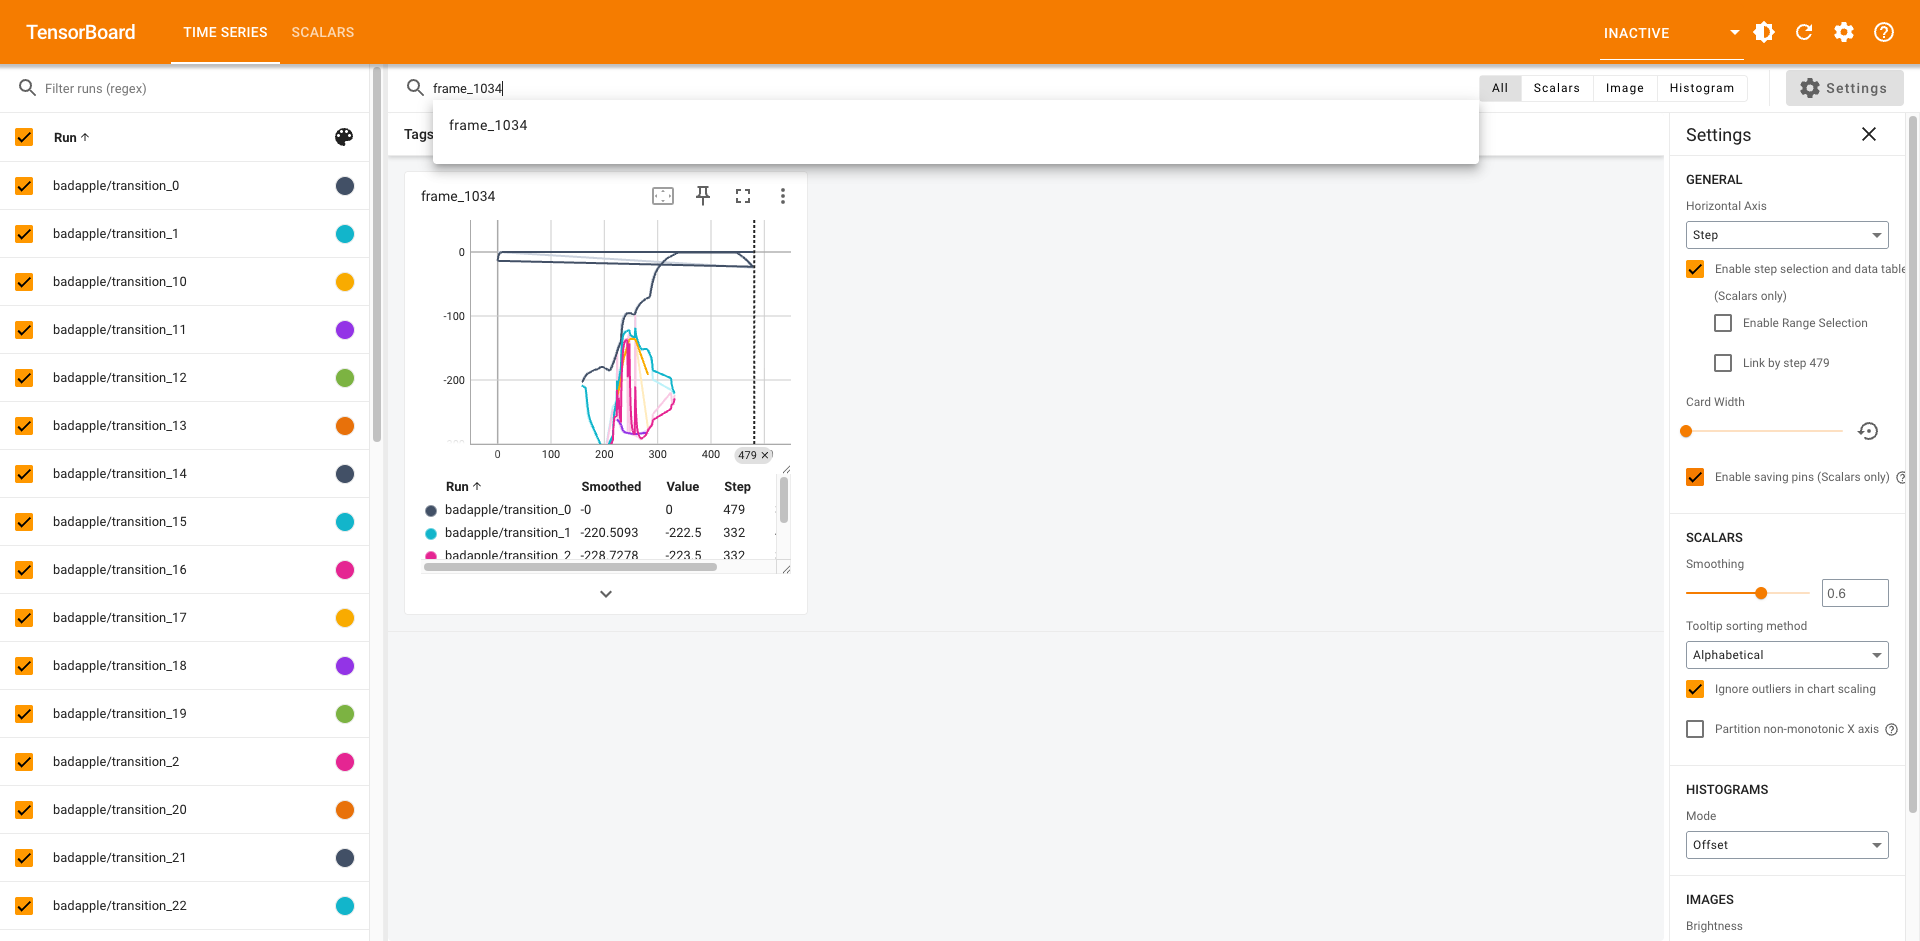 TensorBoard
TIME SERIES
SCALARS
INACTIVE
Filter runs (regex)
frame_1034
All
Scalars
Image
Histogram
Settings
frame_1034
Run
Tags
badapple/transition_0
badapple/transition_1
badapple/transition_10
badapple/transition_11
badapple/transition_12
badapple/transition_13
badapple/transition_14
badapple/transition_15
badapple/transition_16
badapple/transition_17
badapple/transition_18
badapple/transition_19
badapple/transition_2
badapple/transition_20
badapple/transition_21
badapple/transition_22
frame_1034
0
-100
-200
0
100
200
300
400
479
Run Smoothed Value Step
badapple/transition_0 -0 0 479
badapple/transition_1 -220.5093 -222.5 332
badapple/transition_2 -228.7278 -223.5 332
Settings
GENERAL
Horizontal Axis
Step
Enable step selection and data table
(Scalars only)
Enable Range Selection
Link by step 479
Card Width
Enable saving pins (Scalars only)
SCALARS
Smoothing
0.6
Tooltip sorting method
Alphabetical
Ignore outliers in chart scaling
Partition non-monotonic X axis
HISTOGRAMS
Mode
Offset
IMAGES
Brightness